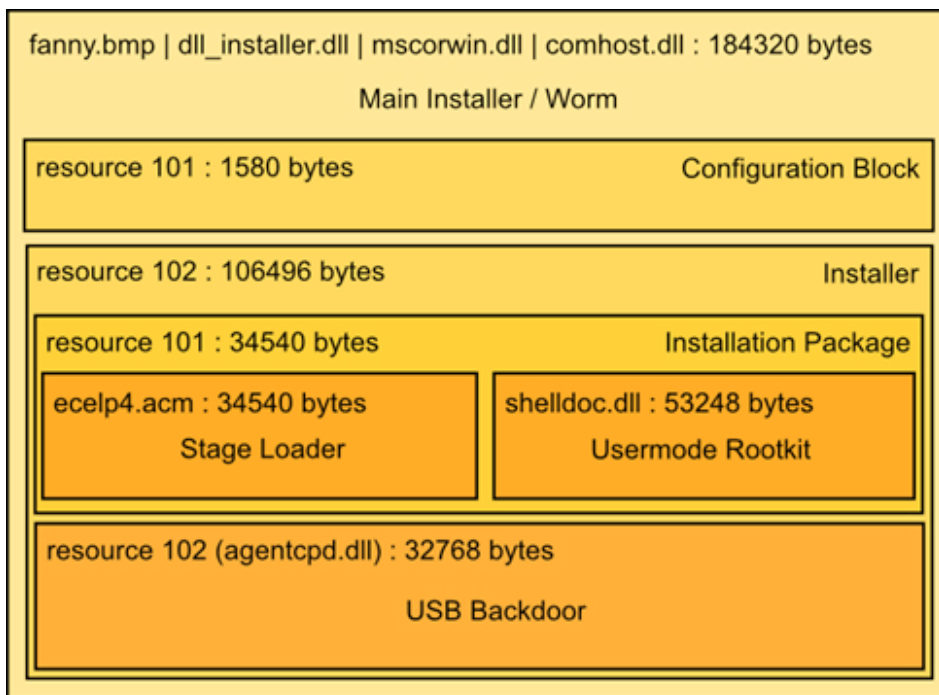 fanny.bmp | dll_installer.dll | mscorwin.dll | comhost.dll : 184320 bytes
Main Installer / Worm
resource 101 : 1580 bytes
Configuration Block
resource 102 : 106496 bytes
Installer
resource 101 : 34540 bytes
Installation Package
ecelp4.acm : 34540 bytes
Stage Loader
shelldoc.dll : 53248 bytes
Usermode Rootkit
resource 102 (agentcpd.dll) : 32768 bytes
USB Backdoor